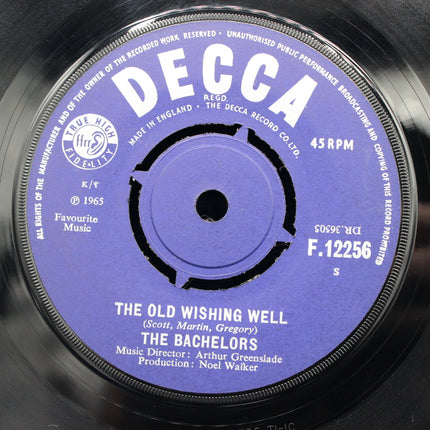 ALL RIGHTS OF THE MANUFACTURER AND OF THE OWNER OF THE RECORDED WORK RESERVED • UNAUTHORISED PUBLIC PERFORMANCE BROADCASTING AND COPYING OF THIS RECORD PROHIBITED
DECCA
REGD.
MADE IN ENGLAND • THE DECCA RECORD CO. LTD.
TRUE HIGH
ffrr
FIDELITY
45 RPM
K/T
℗ 1965
Favourite
Music
DR.36505
F.12256
S
THE OLD WISHING WELL
(Scott, Martin, Gregory)
THE BACHELORS
Music Director: Arthur Greenslade
Production: Noel Walker